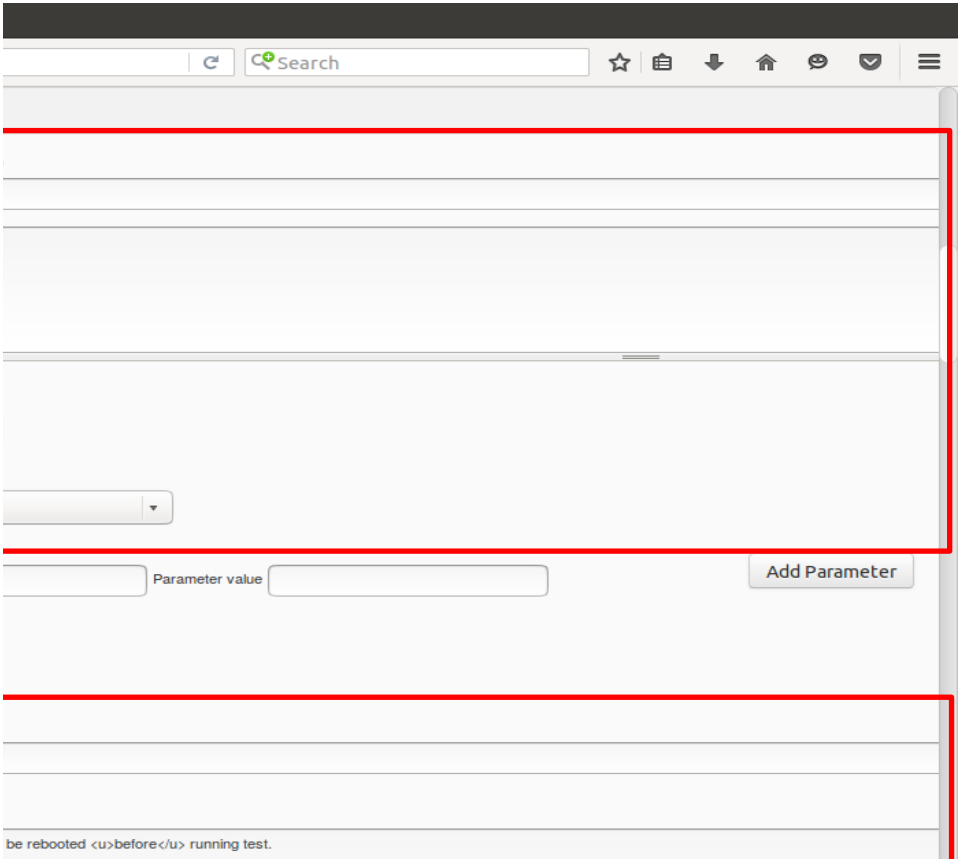 Search
Parameter value
Add Parameter
be rebooted <u>before</u> running test.